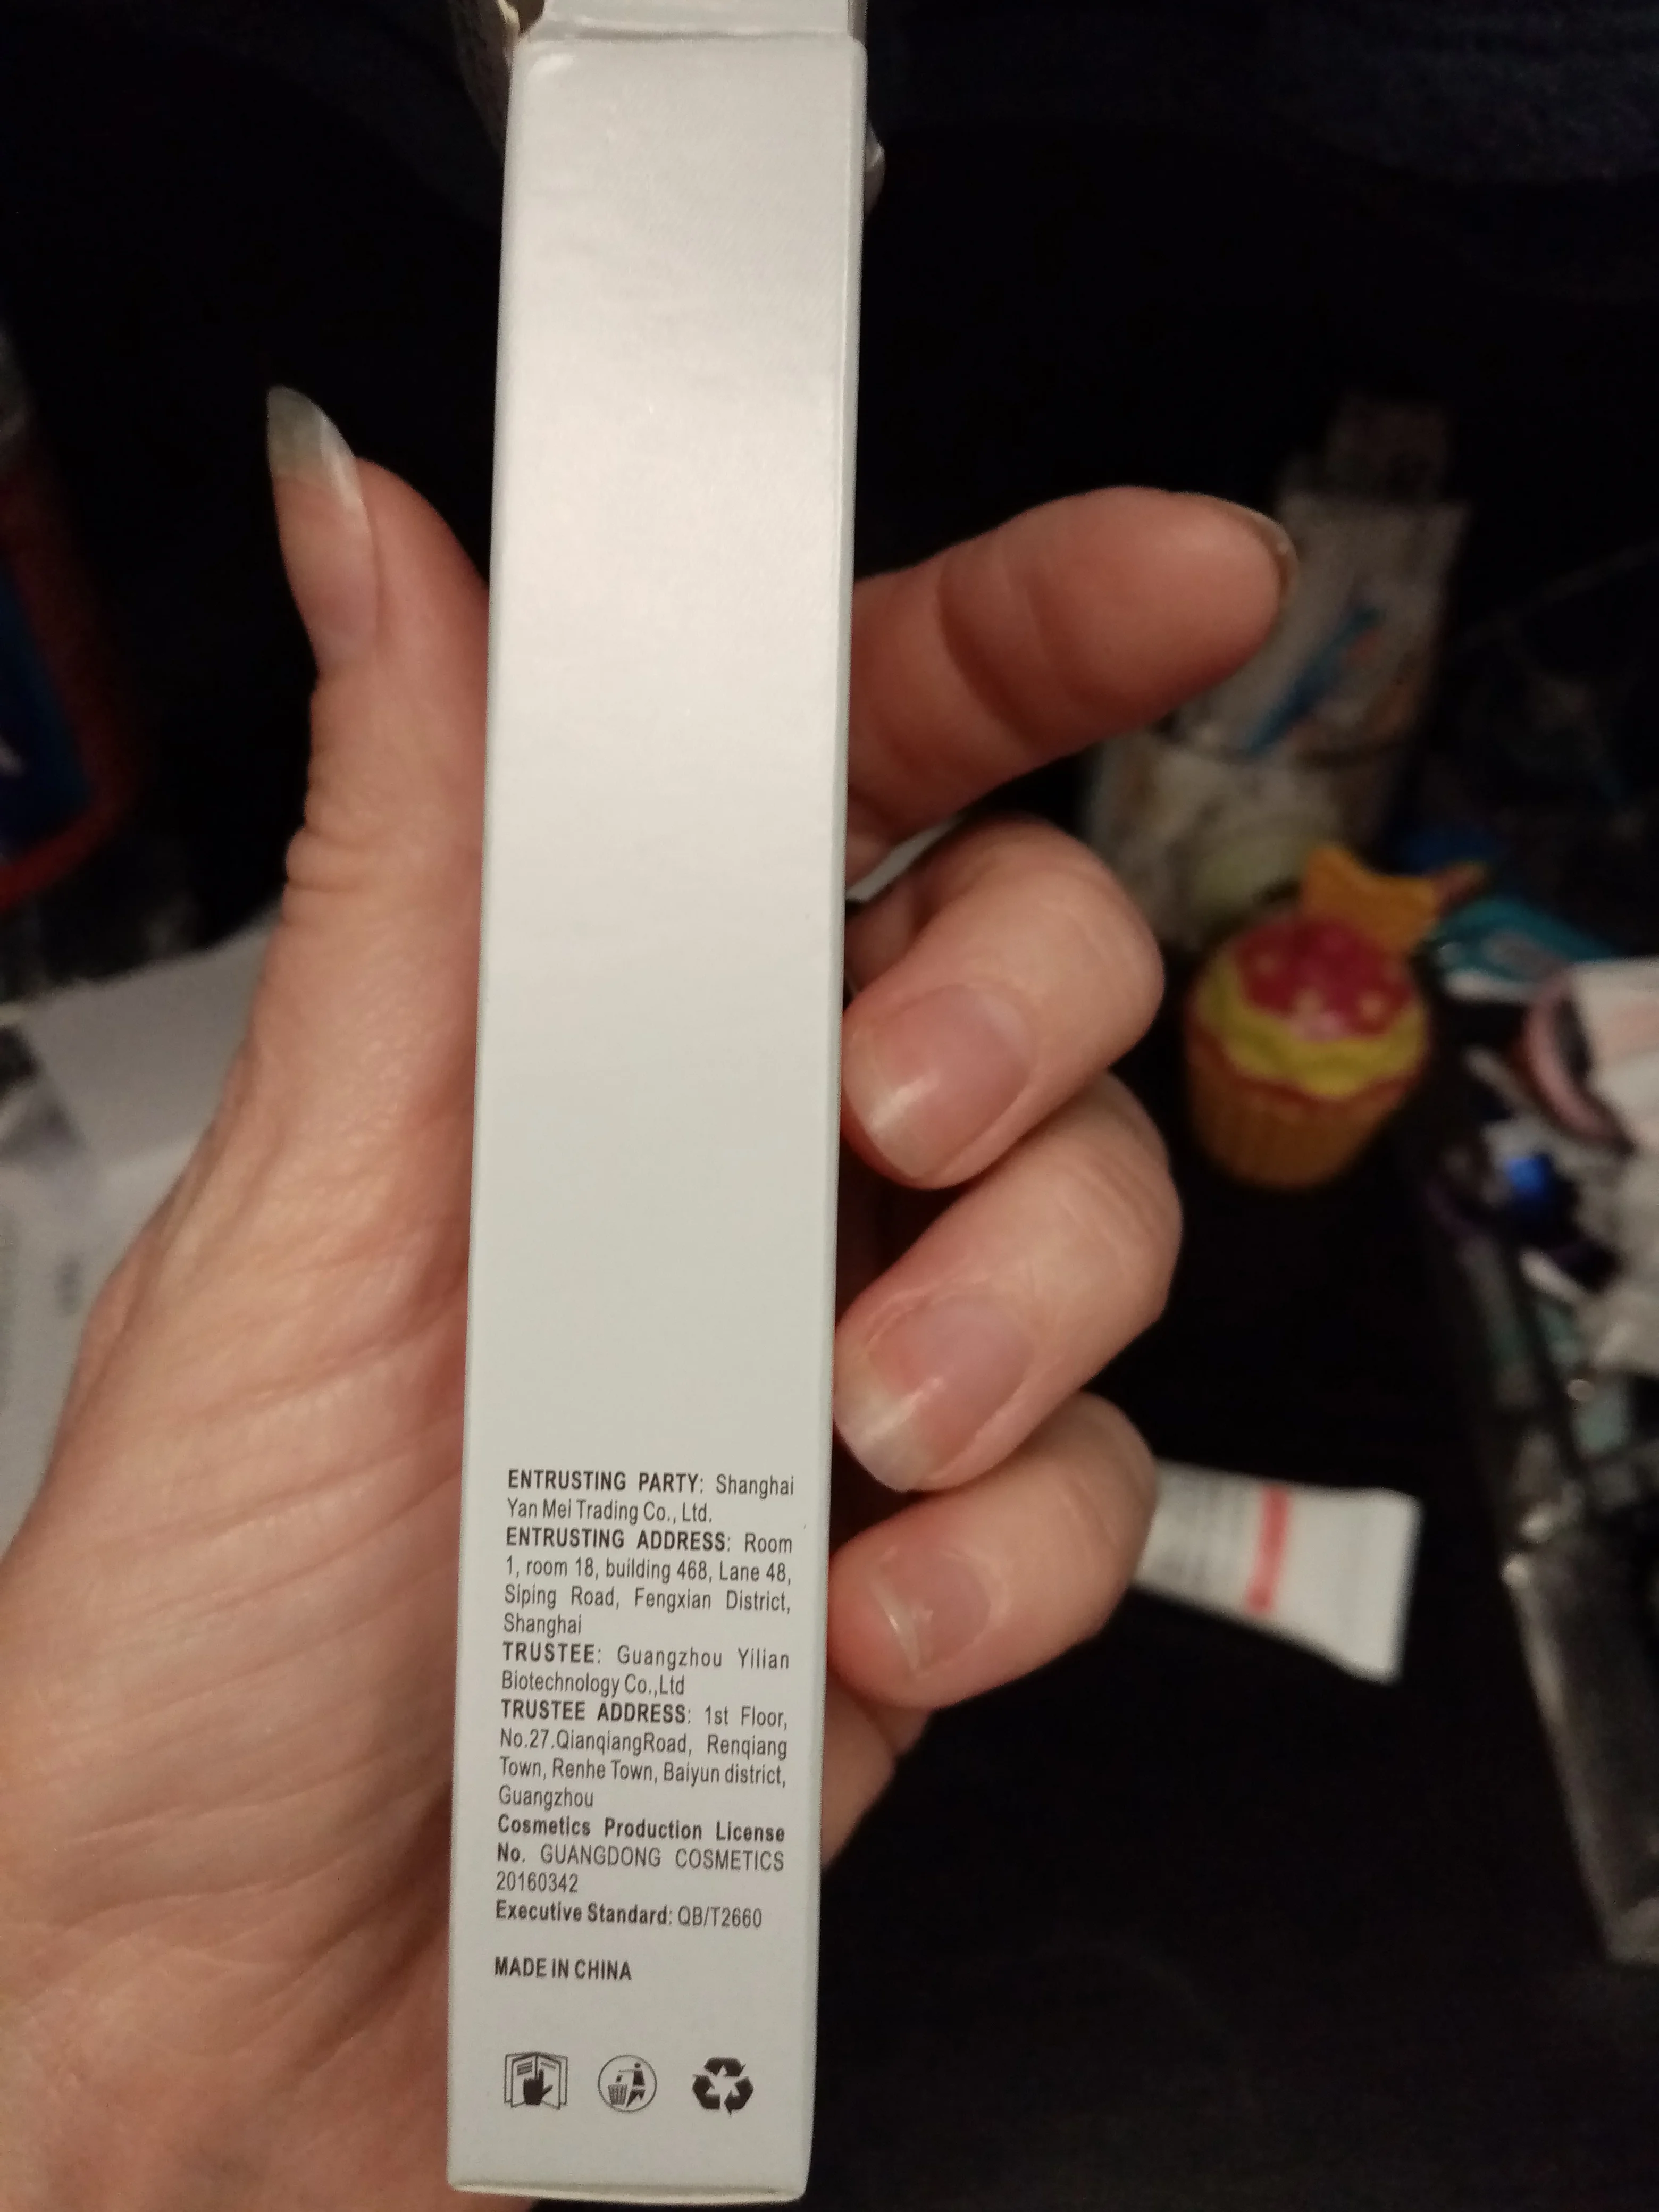 ENTRUSTING PARTY: Shanghai
Yan Mei Trading Co., Ltd.
ENTRUSTING ADDRESS: Room
1, room 18, building 468, Lane 48,
Siping Road, Fengxian District,
Shanghai
TRUSTEE: Guangzhou Yilian
Biotechnology Co.,Ltd
TRUSTEE ADDRESS: 1st Floor,
No.27.QianqiangRoad, Renqiang
Town, Renhe Town, Baiyun district,
Guangzhou
Cosmetics Production License
No. GUANGDONG COSMETICS
20160342
Executive Standard: QB/T2660
MADE IN CHINA